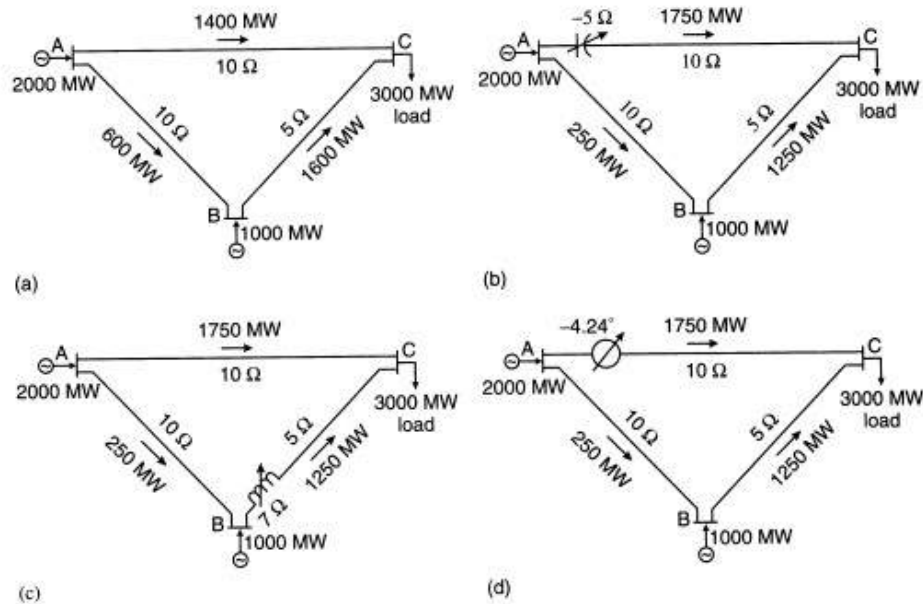 1400 MW
A
C
10 Ω
2000 MW
3000 MW
load
10 Ω
5 Ω
600 MW
1600 MW
B
1000 MW
(a)
−5 Ω
1750 MW
A
C
10 Ω
2000 MW
3000 MW
load
10 Ω
5 Ω
250 MW
1250 MW
B
1000 MW
(b)
1750 MW
A
C
10 Ω
2000 MW
3000 MW
load
10 Ω
5 Ω
250 MW
1250 MW
7 Ω
B
1000 MW
(c)
−4.24°
1750 MW
A
C
10 Ω
2000 MW
3000 MW
load
10 Ω
5 Ω
250 MW
1250 MW
B
1000 MW
(d)